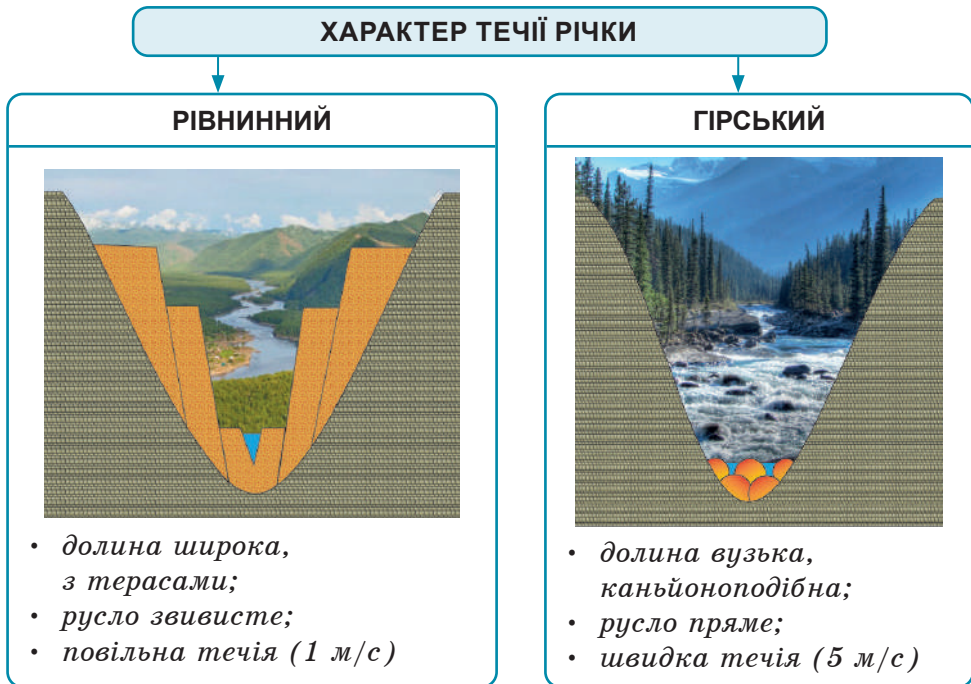 ХАРАКТЕР ТЕЧІЇ РІЧКИ
РІВНИННИЙ
• долина широка,
з терасами;
• русло звивисте;
• повільна течія (1 м/с)
ГІРСЬКИЙ
• долина вузька,
каньйоноподібна;
• русло пряме;
• швидка течія (5 м/с)